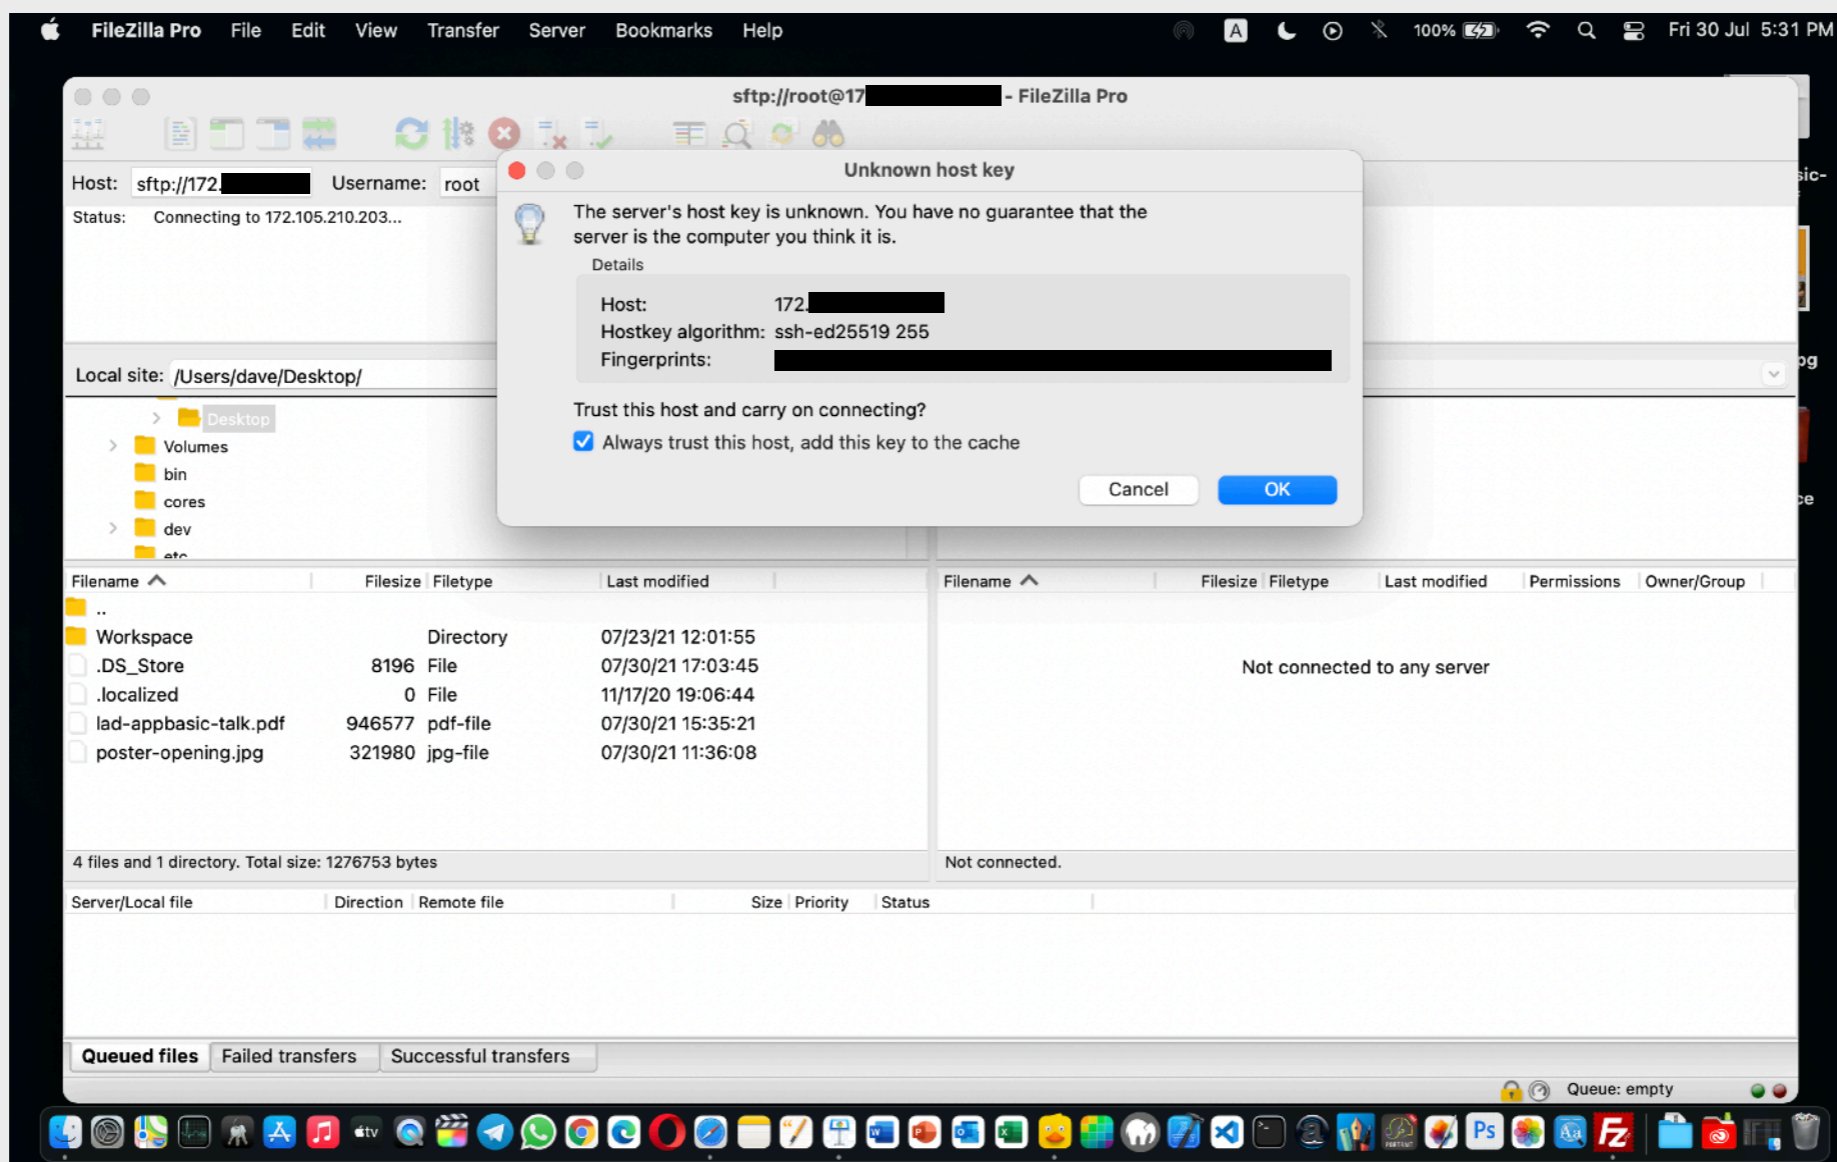 FileZilla Pro File Edit View Transfer Server Bookmarks Help A 100% Fri 30 Jul 5:31 PM
sftp://root@17 - FileZilla Pro
Host: sftp://172. Username: root
Status: Connecting to 172.105.210.203...
Unknown host key
The server's host key is unknown. You have no guarantee that the
server is the computer you think it is.
Details
Host: 172.
Hostkey algorithm: ssh-ed25519 255
Fingerprints:
Trust this host and carry on connecting?
Always trust this host, add this key to the cache
Cancel OK
Local site: /Users/dave/Desktop/
Desktop
Volumes
bin
cores
dev
etc
sic-
pg
ce
Filename Filesize Filetype Last modified
..
Workspace Directory 07/23/21 12:01:55
.DS_Store 8196 File 07/30/21 17:03:45
.localized 0 File 11/17/20 19:06:44
lad-appbasic-talk.pdf 946577 pdf-file 07/30/21 15:35:21
poster-opening.jpg 321980 jpg-file 07/30/21 11:36:08
4 files and 1 directory. Total size: 1276753 bytes
Filename Filesize Filetype Last modified Permissions Owner/Group
Not connected to any server
Not connected.
Server/Local file Direction Remote file Size Priority Status
Queued files Failed transfers Successful transfers
Queue: empty
tv W P X Ps Fz